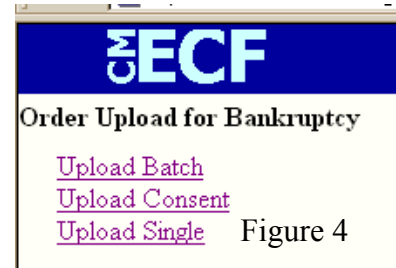 CM ECF
Order Upload for Bankruptcy
Upload Batch
Upload Consent
Upload Single Figure 4